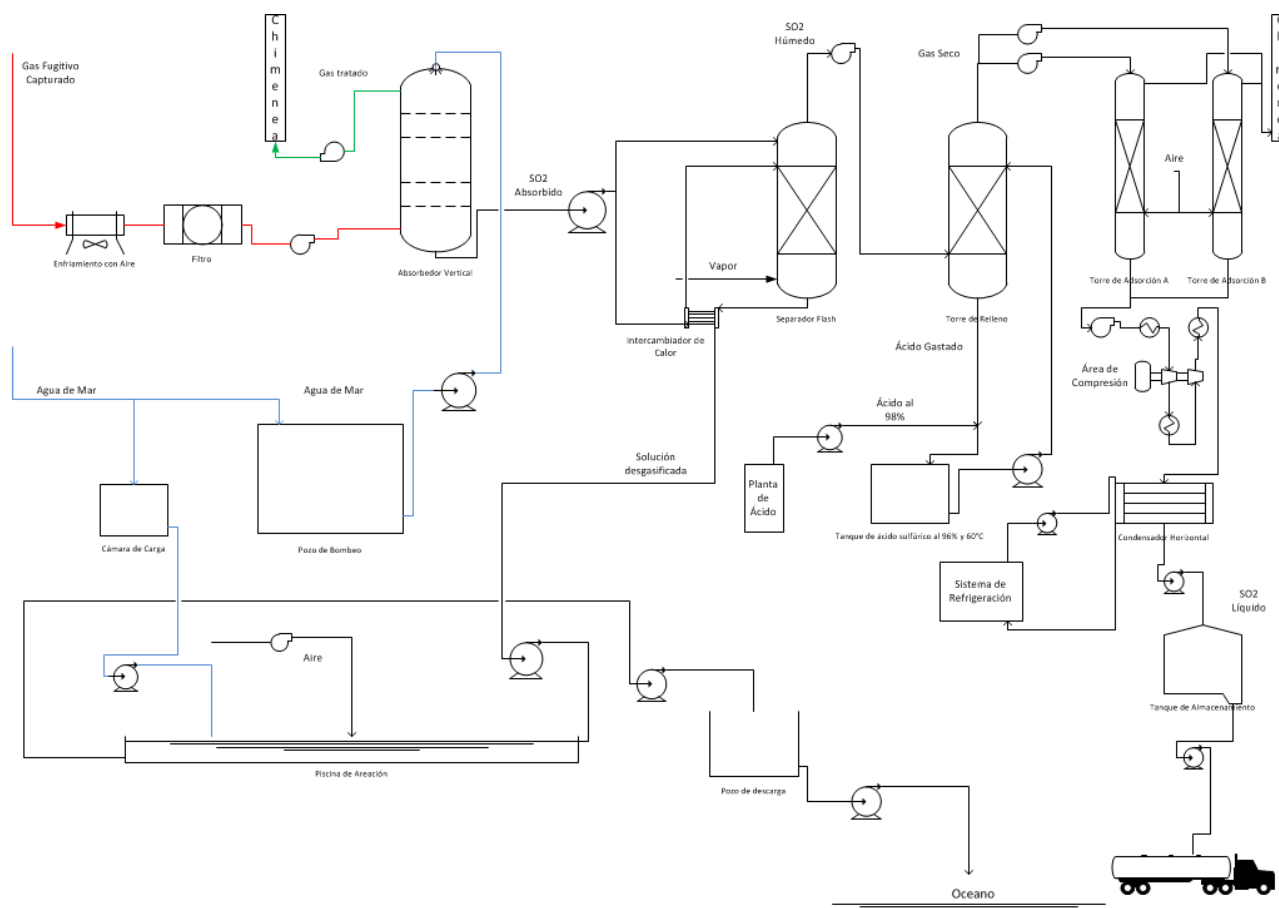 Chimenea
Gas Fugitivo
Capturado
Gas tratado
SO2
Húmedo
Gas Seco
SO2
Absorbido
Aire
Enfriamiento con Aire
Filtro
Absorbedor Vertical
Vapor
Intercambiador de
Calor
Separador Flash
Torre de Relleno
Torre de Adsorción A
Torre de Adsorción B
Ácido Gastado
Área de
Compresión
Agua de Mar
Agua de Mar
Ácido al
98%
Solución
desgasificada
Planta
de
Ácido
Cámara de Carga
Pozo de Bombeo
Tanque de ácido sulfúrico al 96% y 60°C
Condensador Horizontal
Sistema de
Refrigeración
SO2
Líquido
Aire
Tanque de Almacenamiento
Piscina de Areación
Pozo de descarga
Oceano